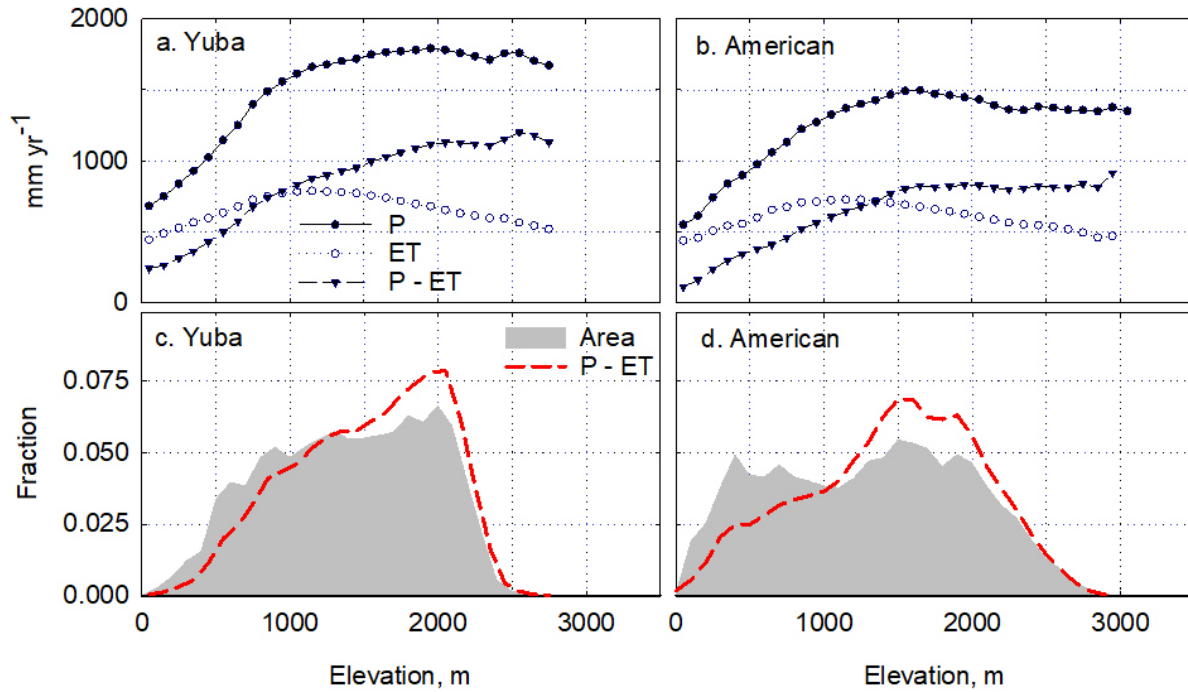 a. Yuba
b. American
2000
1000
0
mm yr⁻¹
P
ET
P - ET
c. Yuba
d. American
Area
P - ET
0.075
0.050
0.025
0.000
Fraction
0 1000 2000 3000
0 1000 2000 3000
Elevation, m
Elevation, m